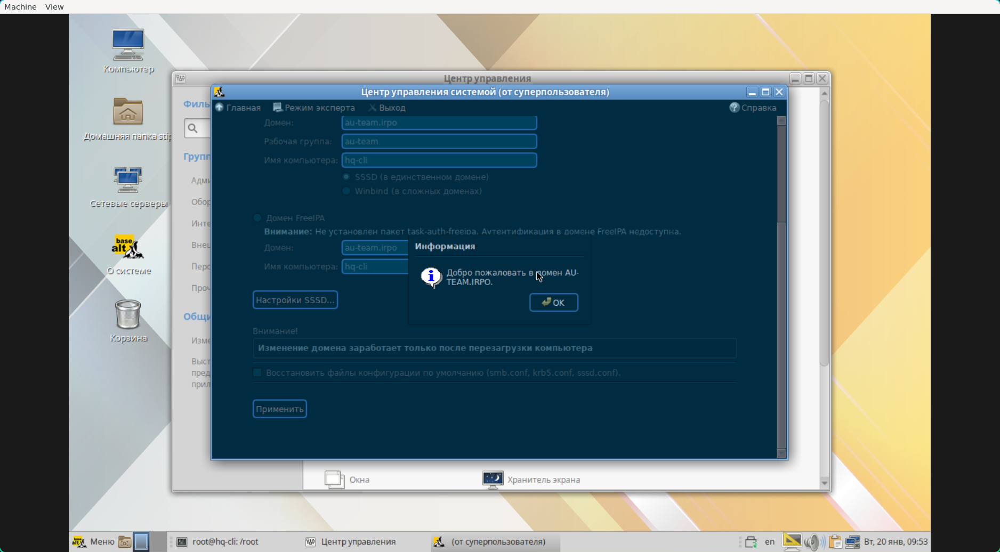 Machine View
Компьютер
Домашняя папка sti
Сетевые серверы
base
alt
О системе
Корзина
Центр управления
Центр управления системой (от суперпользователя)
Главная Режим эксперта Выход Справка
Филь
Групп
Адми
Обор
Инте
Внеш
Перс
Проч
Общи
Изме
Выст
пред
прил
Домен: au-team.irpo
Рабочая группа: au-team
Имя компьютера: hq-cli
SSSD (в единственном домене)
Winbind (в сложных доменах)
Домен FreeIPA
Внимание: Не установлен пакет task-auth-freeipa. Аутентификация в домене FreeIPA недоступна.
Домен: au-team.irpo
Имя компьютера: hq-cli
Информация
Добро пожаловать в домен AU-
TEAM.IRPO.
OK
Настройки SSSD...
Внимание!
Изменение домена заработает только после перезагрузки компьютера
Восстановить файлы конфигурации по умолчанию (smb.conf, krb5.conf, sssd.conf).
Применить
Окна Хранитель экрана
Меню root@hq-cli: /root Центр управления (от суперпользователя) en Вт, 20 янв, 09:53